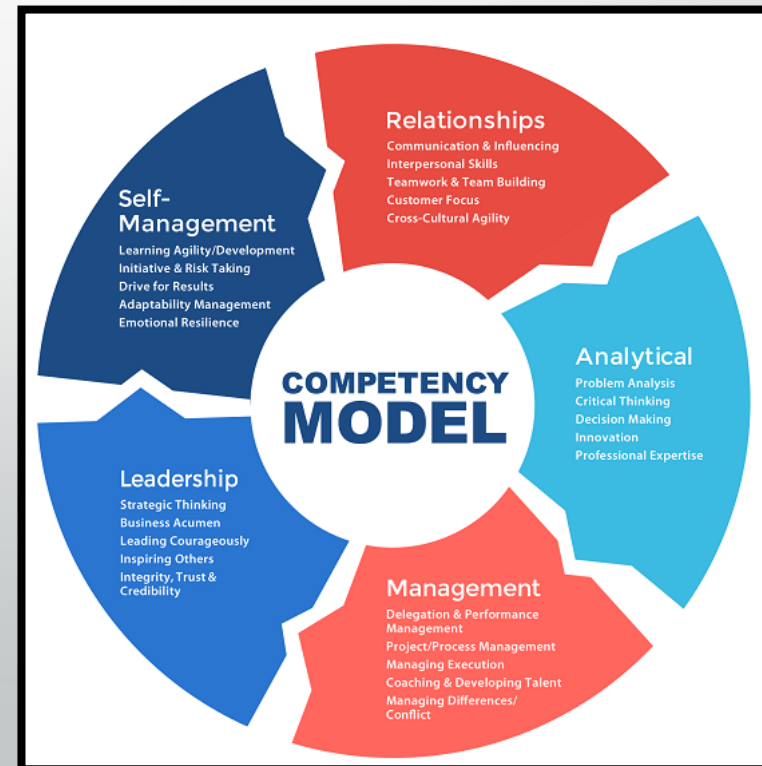 Relationships
Communication & Influencing
Interpersonal Skills
Teamwork & Team Building
Customer Focus
Cross-Cultural Agility
Analytical
Problem Analysis
Critical Thinking
Decision Making
Innovation
Professional Expertise
Management
Delegation & Performance
Management
Project/Process Management
Managing Execution
Coaching & Developing Talent
Managing Differences/
Conflict
Leadership
Strategic Thinking
Business Acumen
Leading Courageously
Inspiring Others
Integrity, Trust &
Credibility
Self-
Management
Learning Agility/Development
Initiative & Risk Taking
Drive for Results
Adaptability Management
Emotional Resilience
COMPETENCY
MODEL